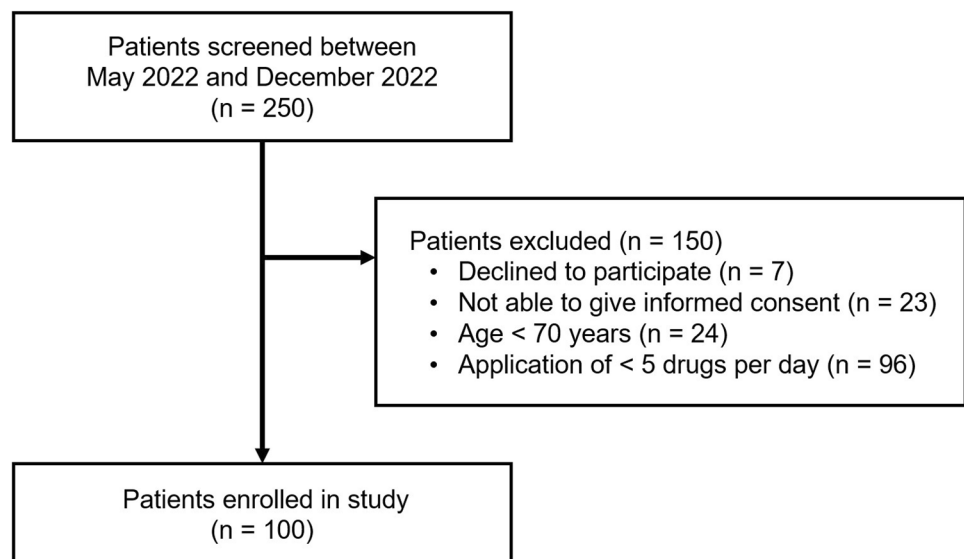 Patients screened between
May 2022 and December 2022
(n = 250)
Patients excluded (n = 150)
• Declined to participate (n = 7)
• Not able to give informed consent (n = 23)
• Age < 70 years (n = 24)
• Application of < 5 drugs per day (n = 96)
Patients enrolled in study
(n = 100)